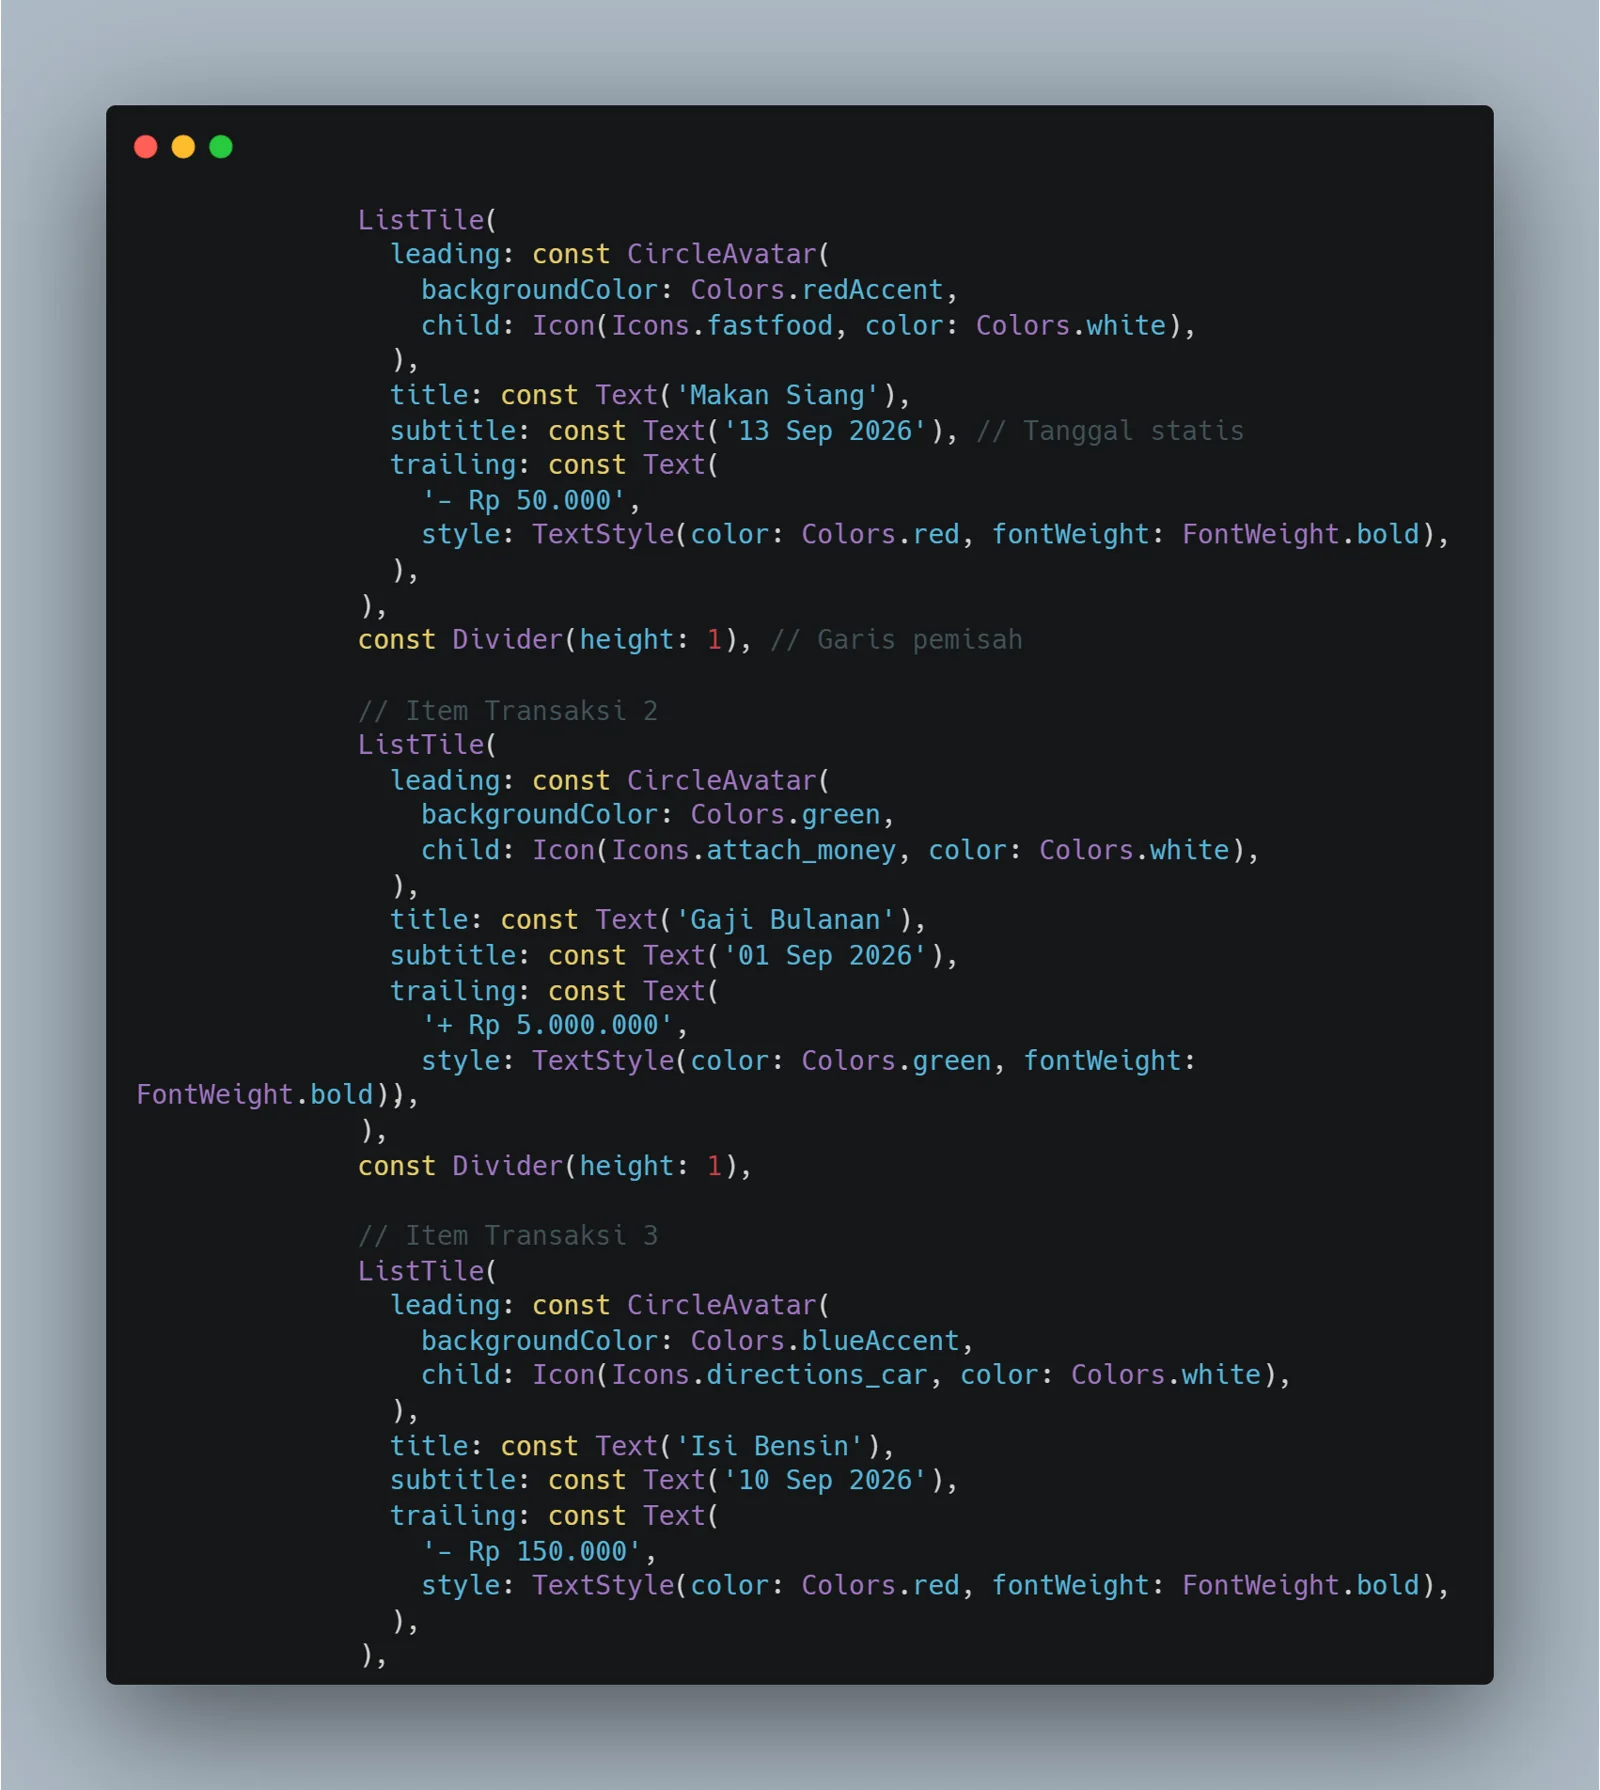 ListTile(
  leading: const CircleAvatar(
    backgroundColor: Colors.redAccent,
    child: Icon(Icons.fastfood, color: Colors.white),
  ),
  title: const Text('Makan Siang'),
  subtitle: const Text('13 Sep 2026'), // Tanggal statis
  trailing: const Text(
    '- Rp 50.000',
    style: TextStyle(color: Colors.red, fontWeight: FontWeight.bold),
  ),
),
const Divider(height: 1), // Garis pemisah

// Item Transaksi 2
ListTile(
  leading: const CircleAvatar(
    backgroundColor: Colors.green,
    child: Icon(Icons.attach_money, color: Colors.white),
  ),
  title: const Text('Gaji Bulanan'),
  subtitle: const Text('01 Sep 2026'),
  trailing: const Text(
    '+ Rp 5.000.000',
    style: TextStyle(color: Colors.green, fontWeight:
FontWeight.bold)),
),
const Divider(height: 1),

// Item Transaksi 3
ListTile(
  leading: const CircleAvatar(
    backgroundColor: Colors.blueAccent,
    child: Icon(Icons.directions_car, color: Colors.white),
  ),
  title: const Text('Isi Bensin'),
  subtitle: const Text('10 Sep 2026'),
  trailing: const Text(
    '- Rp 150.000',
    style: TextStyle(color: Colors.red, fontWeight: FontWeight.bold),
  ),
),